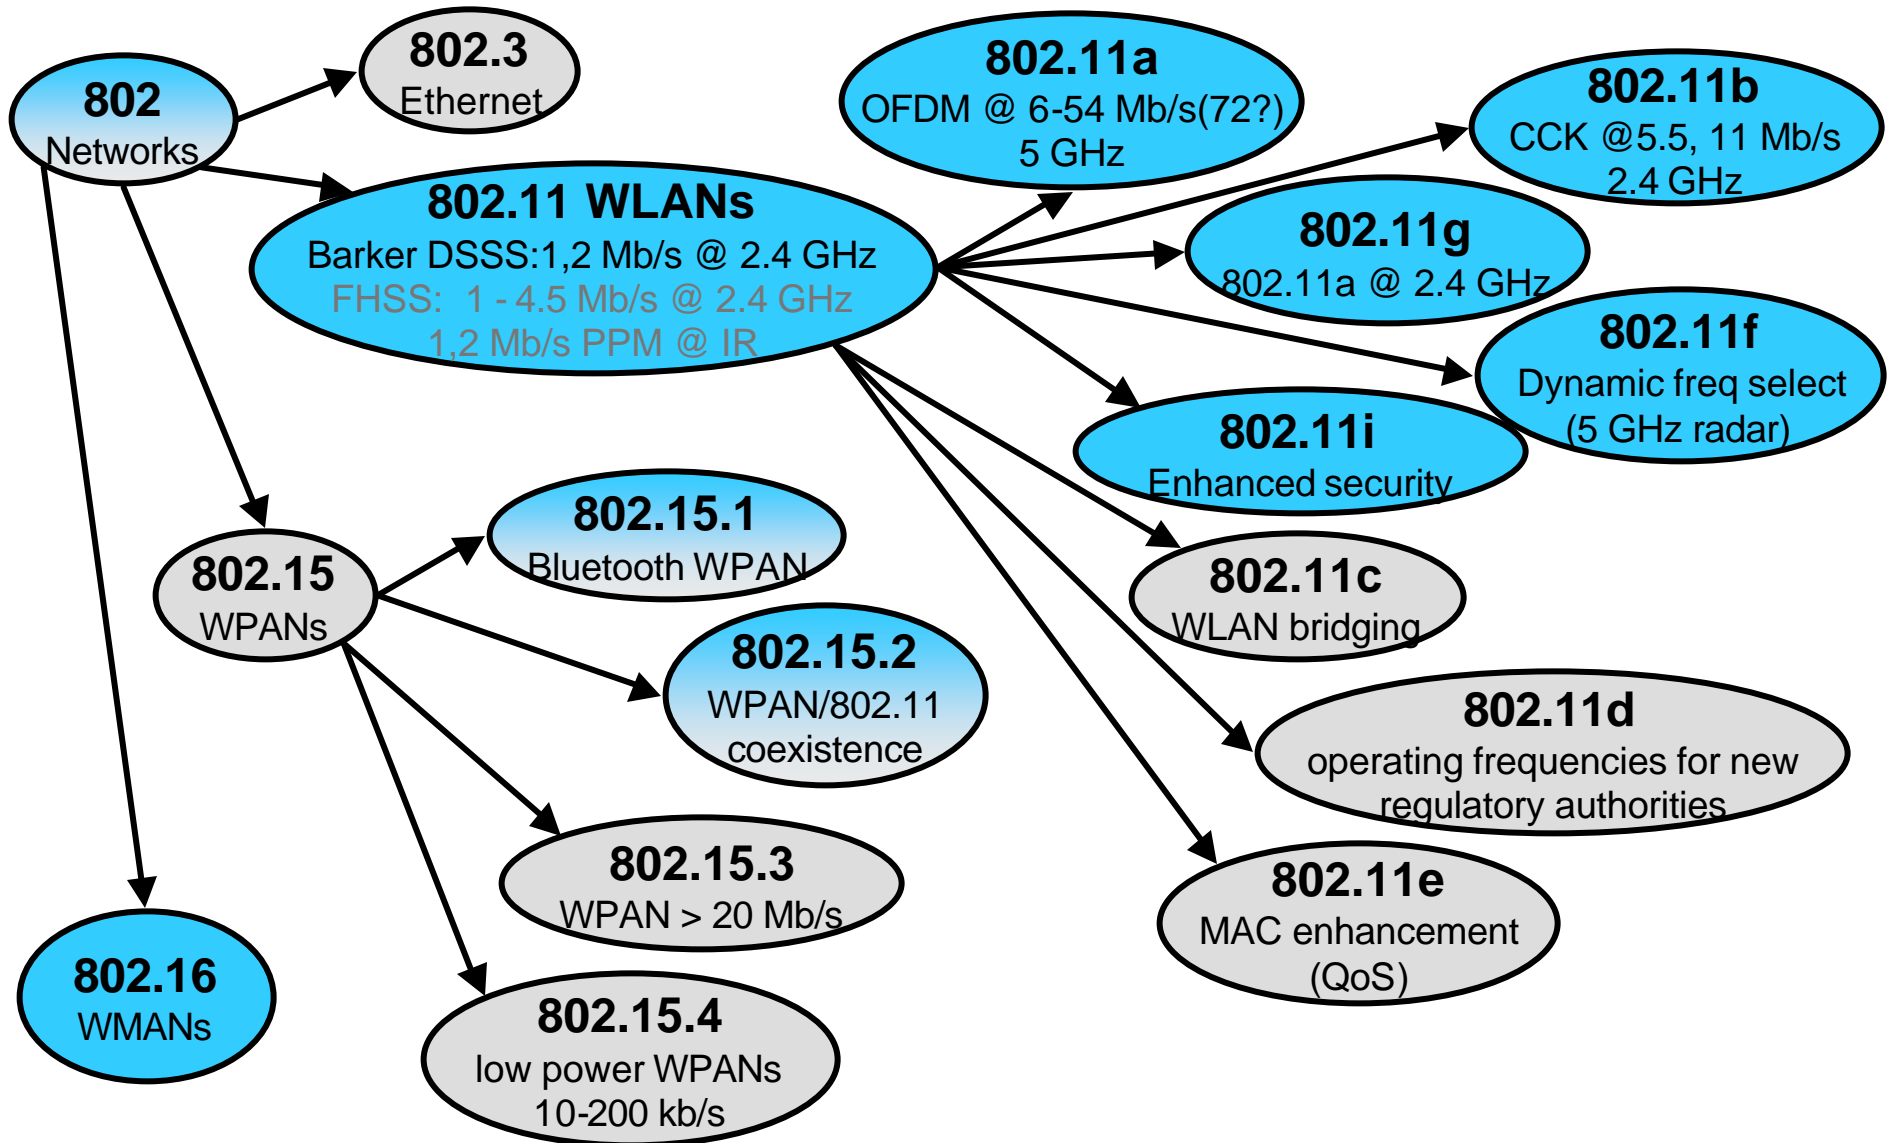 802
Networks
802.3
Ethernet
802.11 WLANs
Barker DSSS:1,2 Mb/s @ 2.4 GHz
FHSS: 1 - 4.5 Mb/s @ 2.4 GHz
1,2 Mb/s PPM @ IR
802.11a
OFDM @ 6-54 Mb/s(72?)
5 GHz
802.11b
CCK @5.5, 11 Mb/s
2.4 GHz
802.11g
802.11a @ 2.4 GHz
802.11f
Dynamic freq select
(5 GHz radar)
802.11i
Enhanced security
802.11c
WLAN bridging
802.11d
operating frequencies for new
regulatory authorities
802.11e
MAC enhancement
(QoS)
802.15
WPANs
802.15.1
Bluetooth WPAN
802.15.2
WPAN/802.11
coexistence
802.15.3
WPAN > 20 Mb/s
802.15.4
low power WPANs
10-200 kb/s
802.16
WMANs